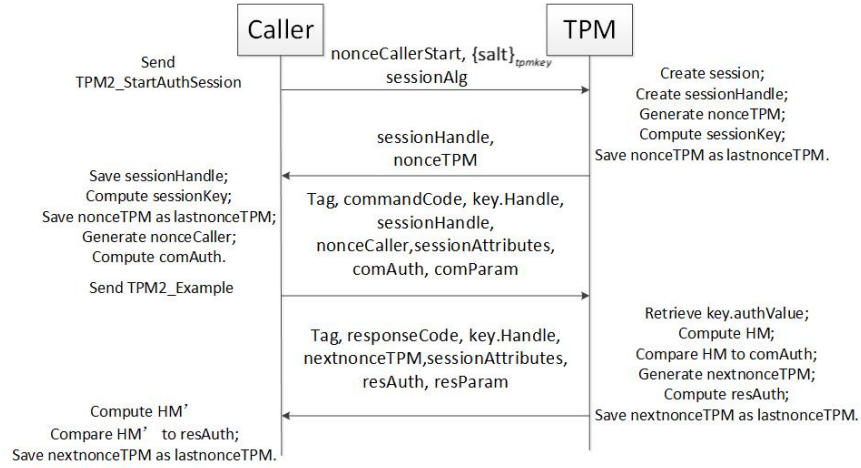 Caller
TPM
Send
TPM2_StartAuthSession
nonceCallerStart, {salt}tpmkey
sessionAlg
Create session;
Create sessionHandle;
Generate nonceTPM;
Compute sessionKey;
Save nonceTPM as lastnonceTPM.
sessionHandle,
nonceTPM
Save sessionHandle;
Compute sessionKey;
Save nonceTPM as lastnonceTPM;
Generate nonceCaller;
Compute comAuth.
Tag, commandCode, key.Handle,
sessionHandle,
nonceCaller,sessionAttributes,
comAuth, comParam
Send TPM2_Example
Retrieve key.authValue;
Compute HM;
Compare HM to comAuth;
Generate nextnonceTPM;
Compute resAuth;
Save nextnonceTPM as lastnonceTPM.
Tag, responseCode, key.Handle,
nextnonceTPM,sessionAttributes,
resAuth, resParam
Compute HM’
Compare HM’ to resAuth;
Save nextnonceTPM as lastnonceTPM.